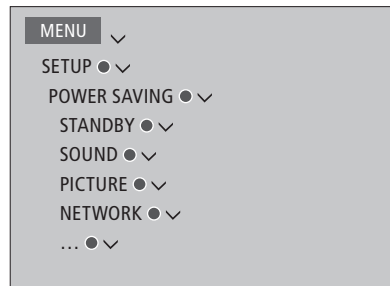 MENU
SETUP
POWER SAVING
STANDBY
SOUND
PICTURE
NETWORK
…